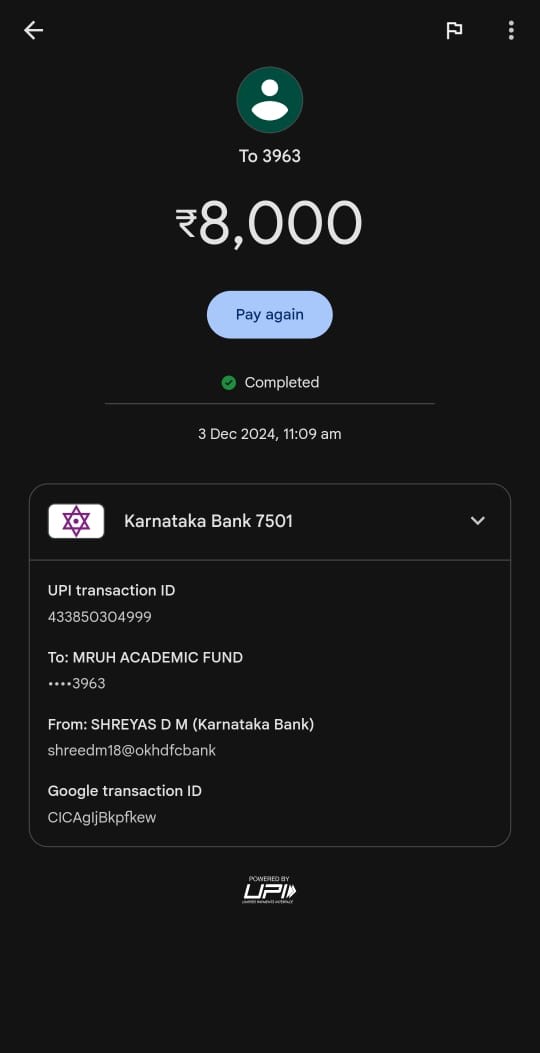 To 3963
₹8,000
Pay again
Completed
3 Dec 2024, 11:09 am
Karnataka Bank 7501
UPI transaction ID
433850304999
To: MRUH ACADEMIC FUND
••••3963
From: SHREYAS D M (Karnataka Bank)
shreedm18@okhdfcbank
Google transaction ID
CICAgIjBkpfkew
POWERED BY
UPI
UNIFIED PAYMENTS INTERFACE